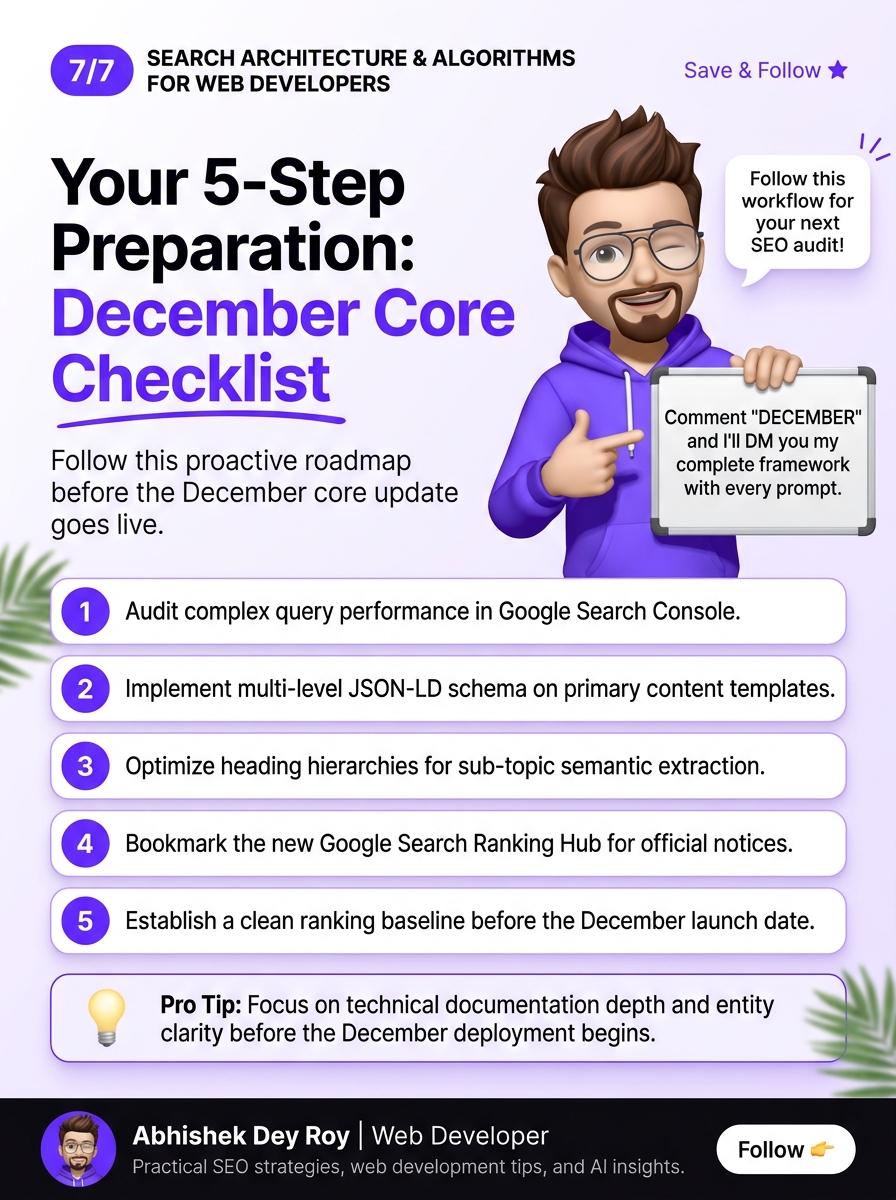 7/7
SEARCH ARCHITECTURE & ALGORITHMS
FOR WEB DEVELOPERS
Save & Follow
Your 5-Step
Preparation:
December Core
Checklist
Follow this proactive roadmap
before the December core update
goes live.
Follow this
workflow for
your next
SEO audit!
Comment "DECEMBER"
and I'll DM you my
complete framework
with every prompt.
1 Audit complex query performance in Google Search Console.
2 Implement multi-level JSON-LD schema on primary content templates.
3 Optimize heading hierarchies for sub-topic semantic extraction.
4 Bookmark the new Google Search Ranking Hub for official notices.
5 Establish a clean ranking baseline before the December launch date.
Pro Tip: Focus on technical documentation depth and entity
clarity before the December deployment begins.
Abhishek Dey Roy | Web Developer
Practical SEO strategies, web development tips, and AI insights.
Follow